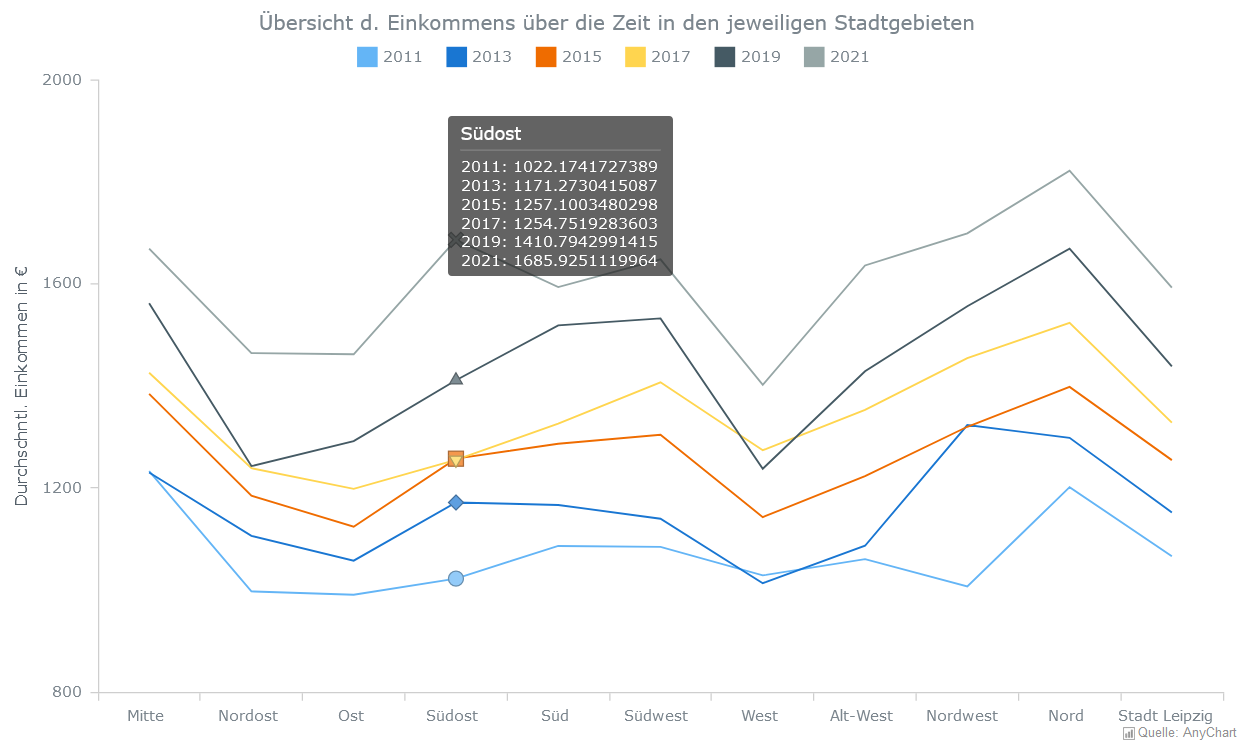 Übersicht d. Einkommens über die Zeit in den jeweiligen Stadtgebieten
2011 2013 2015 2017 2019 2021
Durchschntl. Einkommen in €
2000
1600
1200
800
Südost
2011: 1022.1741727389
2013: 1171.2730415087
2015: 1257.1003480298
2017: 1254.7519283603
2019: 1410.7942991415
2021: 1685.9251119964
Mitte Nordost Ost Südost Süd Südwest West Alt-West Nordwest Nord Stadt Leipzig
Quelle: AnyChart